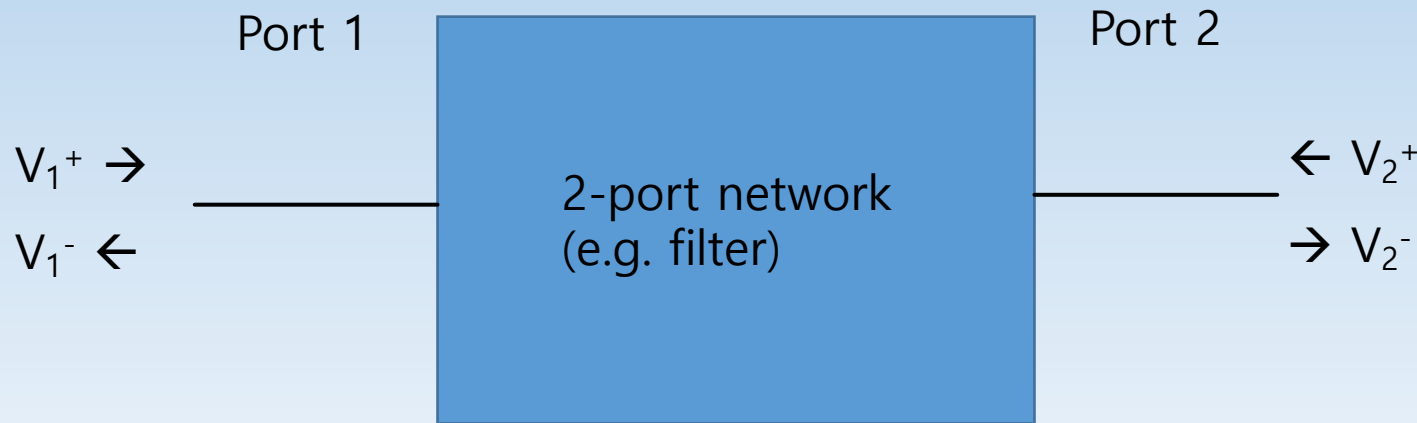 Port 1
Port 2
V₁⁺ →
V₁⁻ ←
2-port network
(e.g. filter)
← V₂⁺
→ V₂⁻